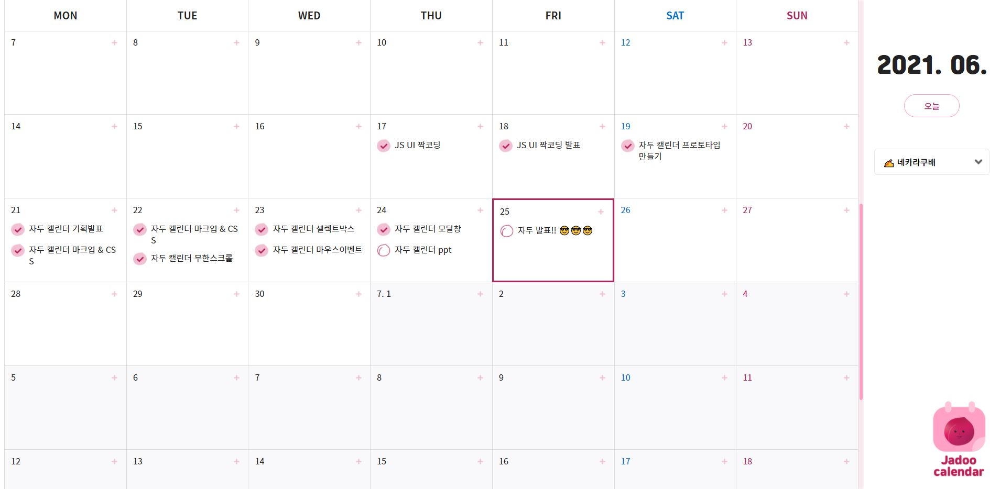 MON TUE WED THU FRI SAT SUN
7 + 8 + 9 + 10 + 11 + 12 + 13 +
14 + 15 + 16 + 17 + 18 + 19 + 20 +
JS UI 짝코딩
JS UI 짝코딩 발표
자두 캘린더 프로토타입
만들기
21 + 22 + 23 + 24 + 25 + 26 + 27 +
자두 캘린더 기획발표
자두 캘린더 마크업 & CS
S
자두 캘린더 마크업 & CS
S
자두 캘린더 무한스크롤
자두 캘린더 셀렉트박스
자두 캘린더 마우스이벤트
자두 캘린더 모달창
자두 캘린더 ppt
자두 발표!! 😎😎😎
28 + 29 + 30 + 7. 1 + 2 + 3 + 4 +
5 + 6 + 7 + 8 + 9 + 10 + 11 +
12 + 13 + 14 + 15 + 16 + 17 + 18 +
2021. 06.
오늘
✍ 네카라쿠배
Jadoo
calendar